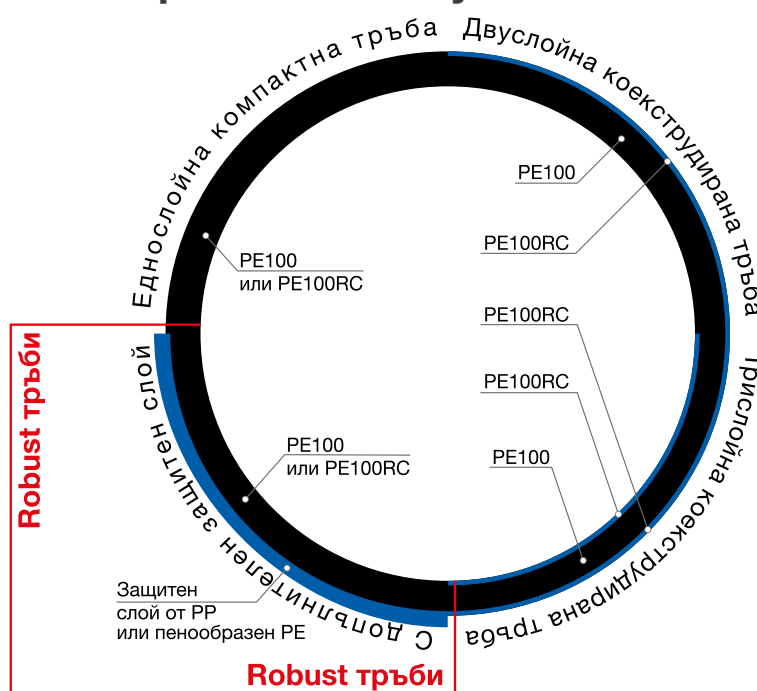 Еднослойна компактна тръба
Двуслойна коекструдирана тръба
PE100
PE100RC
PE100
или PE100RC
PE100RC
PE100RC
PE100
PE100
или PE100RC
Защитен
слой от PP
или пенообразен PE
С допълнителен защитен слой
Трислойна коекструдирана тръба
Robust тръби
Robust тръби